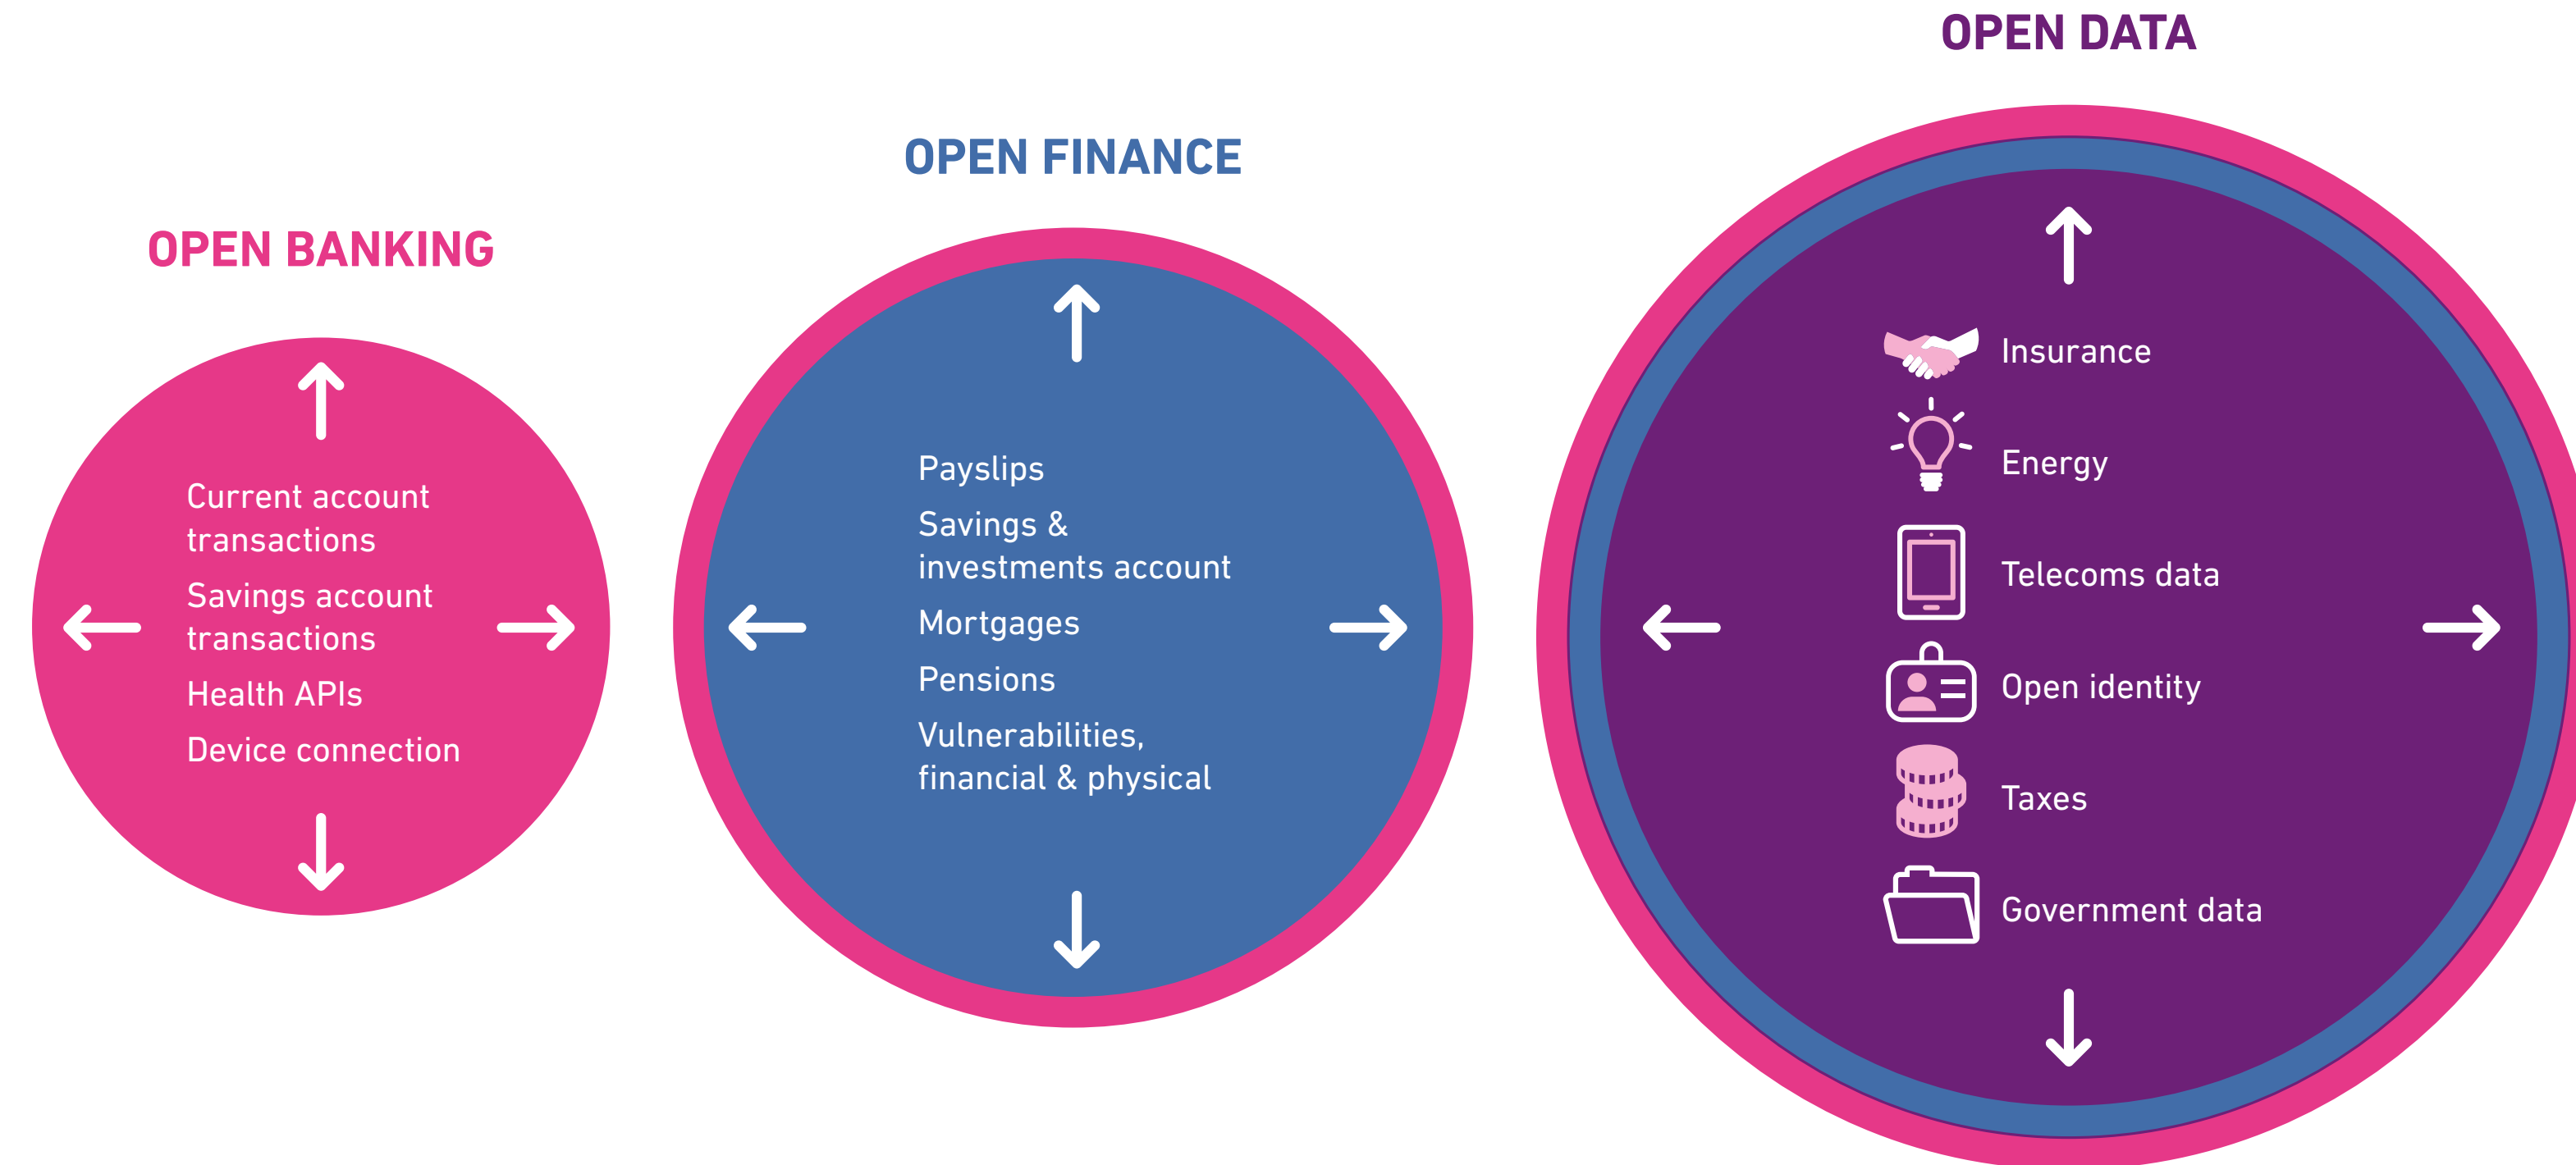 OPEN BANKING
Current account
transactions
Savings account
transactions
Health APIs
Device connection
OPEN FINANCE
Payslips
Savings &
investments account
Mortgages
Pensions
Vulnerabilities,
financial & physical
OPEN DATA
Insurance
Energy
Telecoms data
Open identity
Taxes
Government data